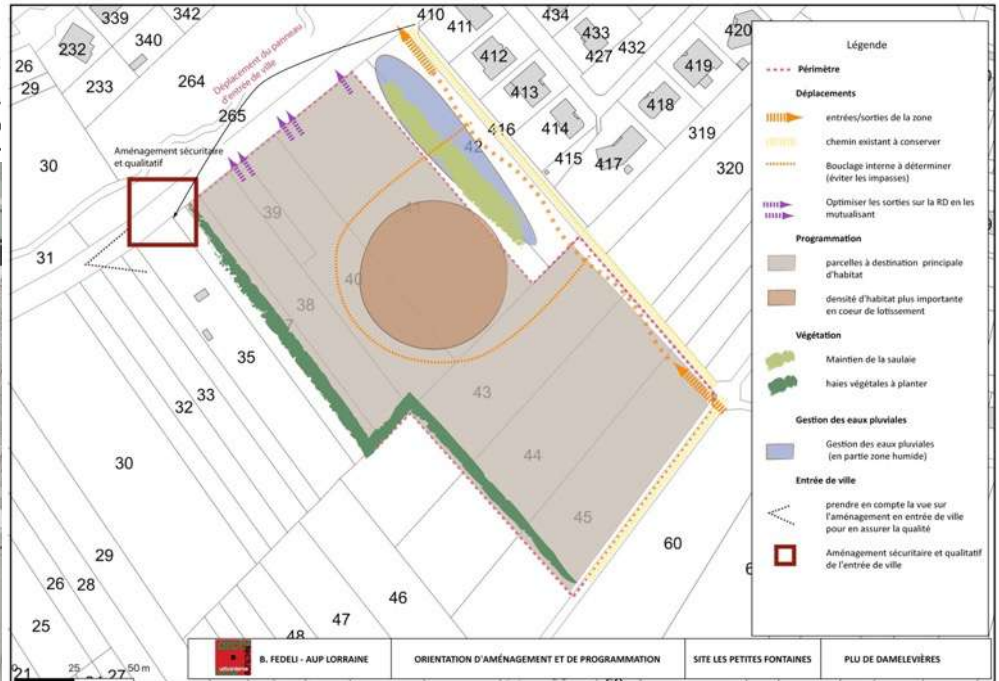 339
342
340
232
233
26
29
264
265
30
31
410
411
434
433
427
432
420
412
419
413
418
416
42
414
415
417
319
320
Déplacement du panneau
d'entrée de ville
Aménagement sécuritaire
et qualitatif
39
41
40
38
7
43
44
45
35
33
32
30
29
26
28
25
46
47
48
60
21
27
25
50 m
Légende
Périmètre
Déplacements
entrées/sorties de la zone
chemin existant à conserver
Bouclage interne à déterminer
(éviter les impasses)
Optimiser les sorties sur la RD en les
mutualisant
Programmation
parcelles à destination principale
d'habitat
densité d'habitat plus importante
en coeur de lotissement
Végétation
Maintien de la saulaie
haies végétales à planter
Gestion des eaux pluviales
Gestion des eaux pluviales
(en partie zone humide)
Entrée de ville
prendre en compte la vue sur
l'aménagement en entrée de ville
pour en assurer la qualité
Aménagement sécuritaire et qualitatif
de l'entrée de ville
B. FEDELI - AUP LORRAINE
ORIENTATION D'AMÉNAGEMENT ET DE PROGRAMMATION
SITE LES PETITES FONTAINES
PLU DE DAMELEVIÈRES